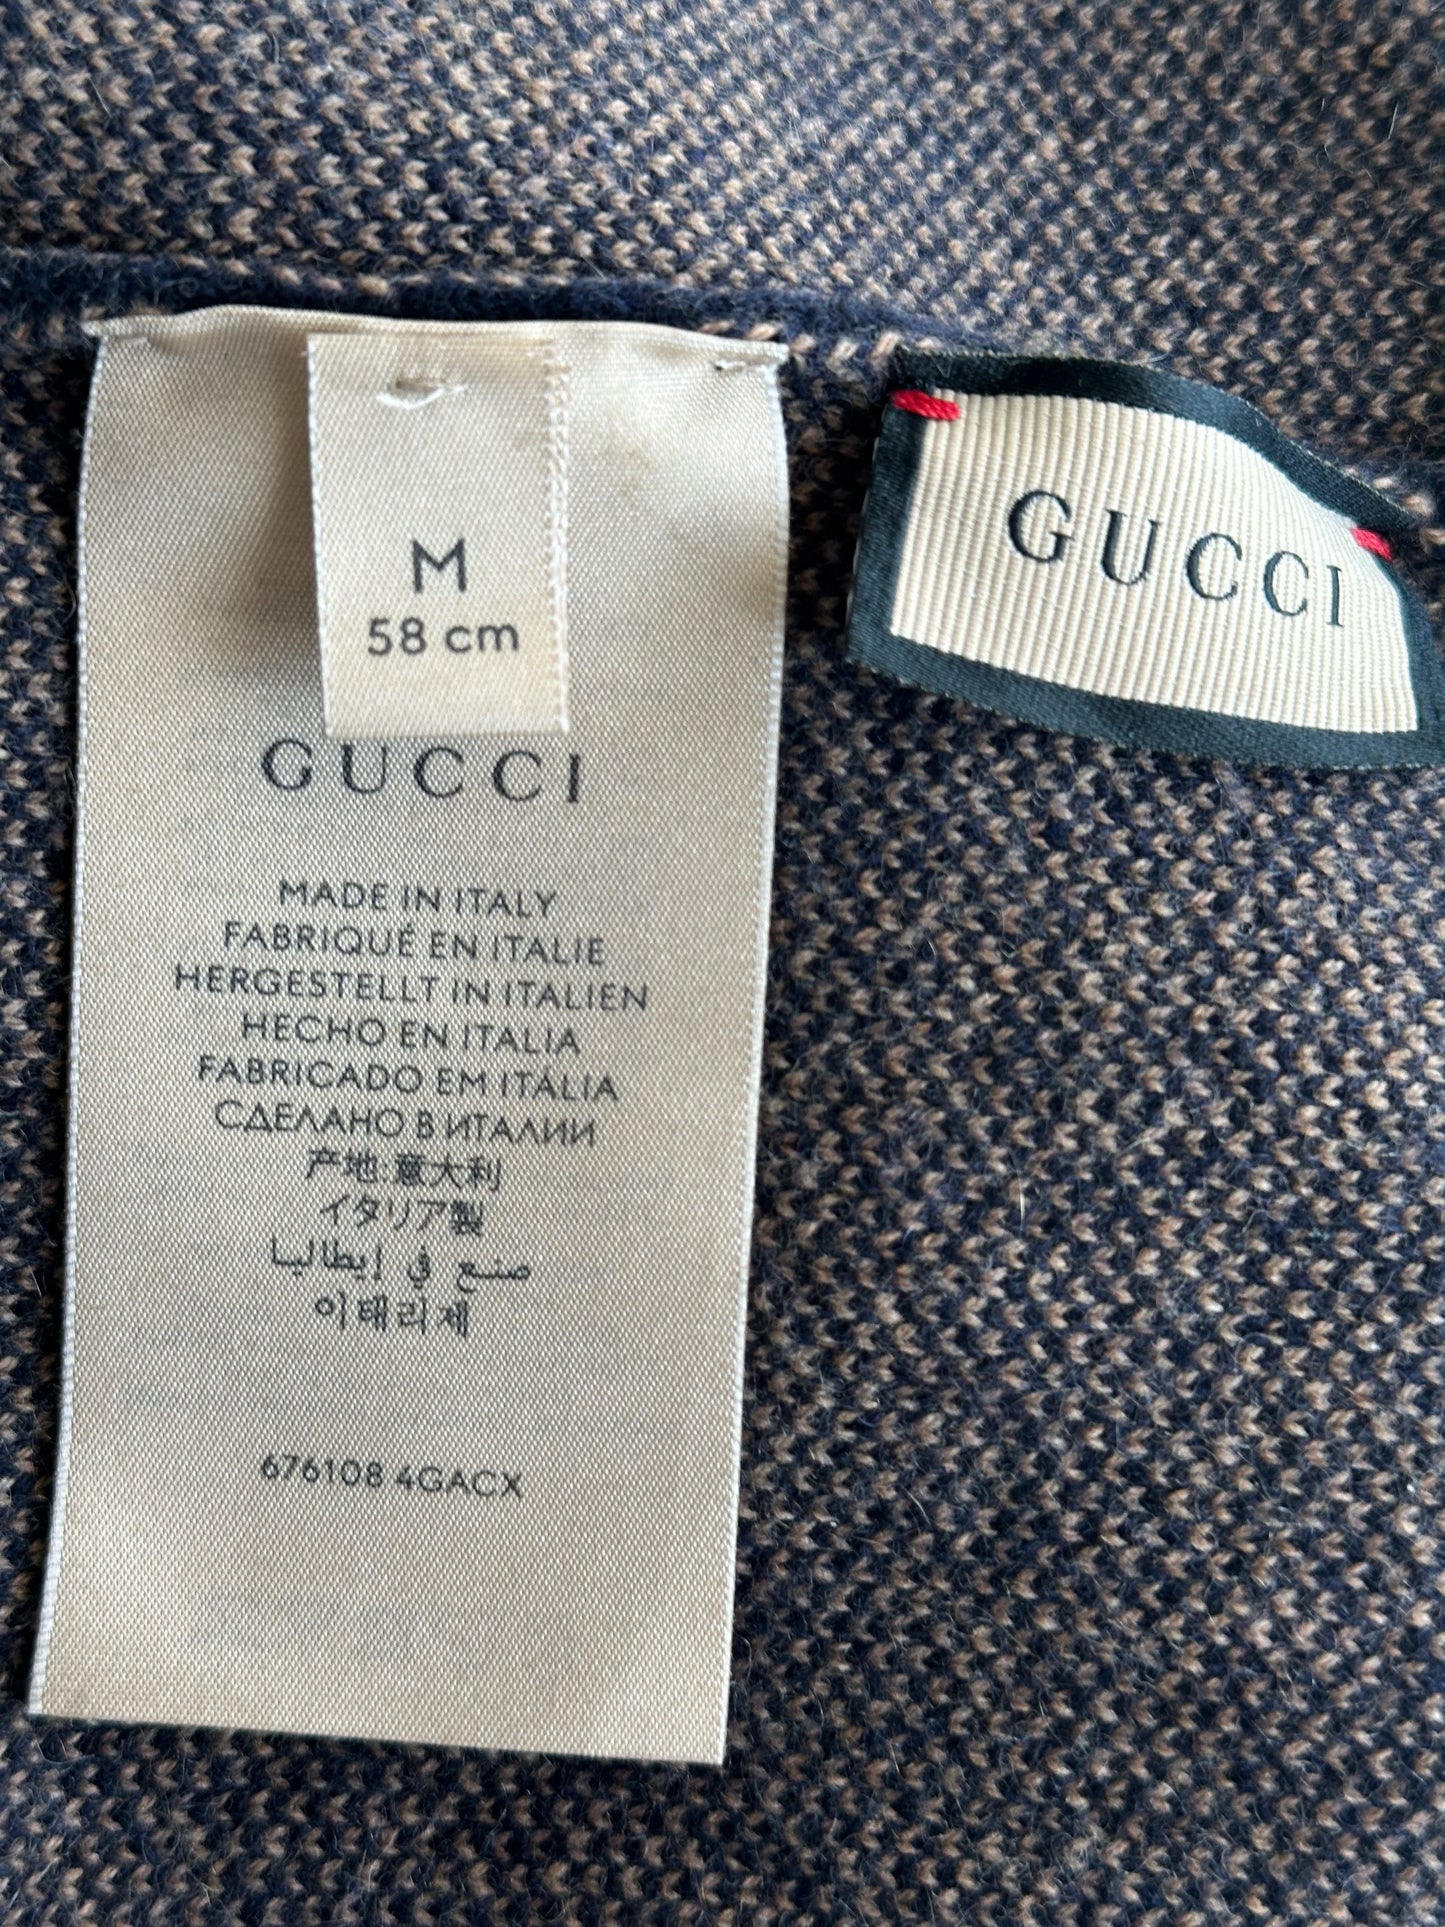 M
58 cm
GUCCI
GUCCI
MADE IN ITALY
FABRIQUÉ EN ITALIE
HERGESTELLT IN ITALIEN
HECHO EN ITALIA
FABRICADO EM ITÁLIA
СДЕЛАНО В ИТАЛИИ
产地:意大利
イタリア製
صنع في إيطاليا
이태리제
676108 4GACX